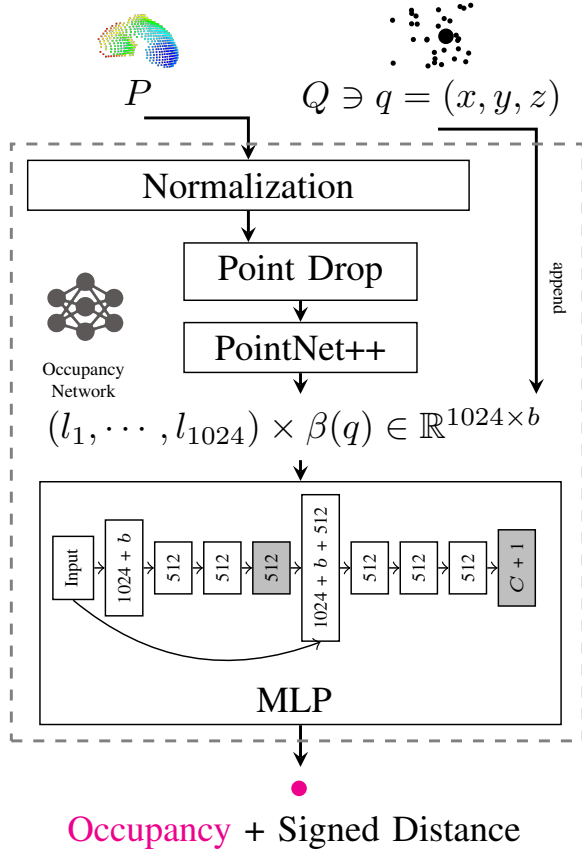 P
Q ∋ q = (x, y, z)
Normalization
Point Drop
append
PointNet++
Occupancy
Network
(l₁, ⋯ , l₁₀₂₄) × β(q) ∈ ℝ^{1024×b}
Input
1024 + b
512
512
512
1024 + b + 512
512
512
512
C + 1
MLP
Occupancy + Signed Distance